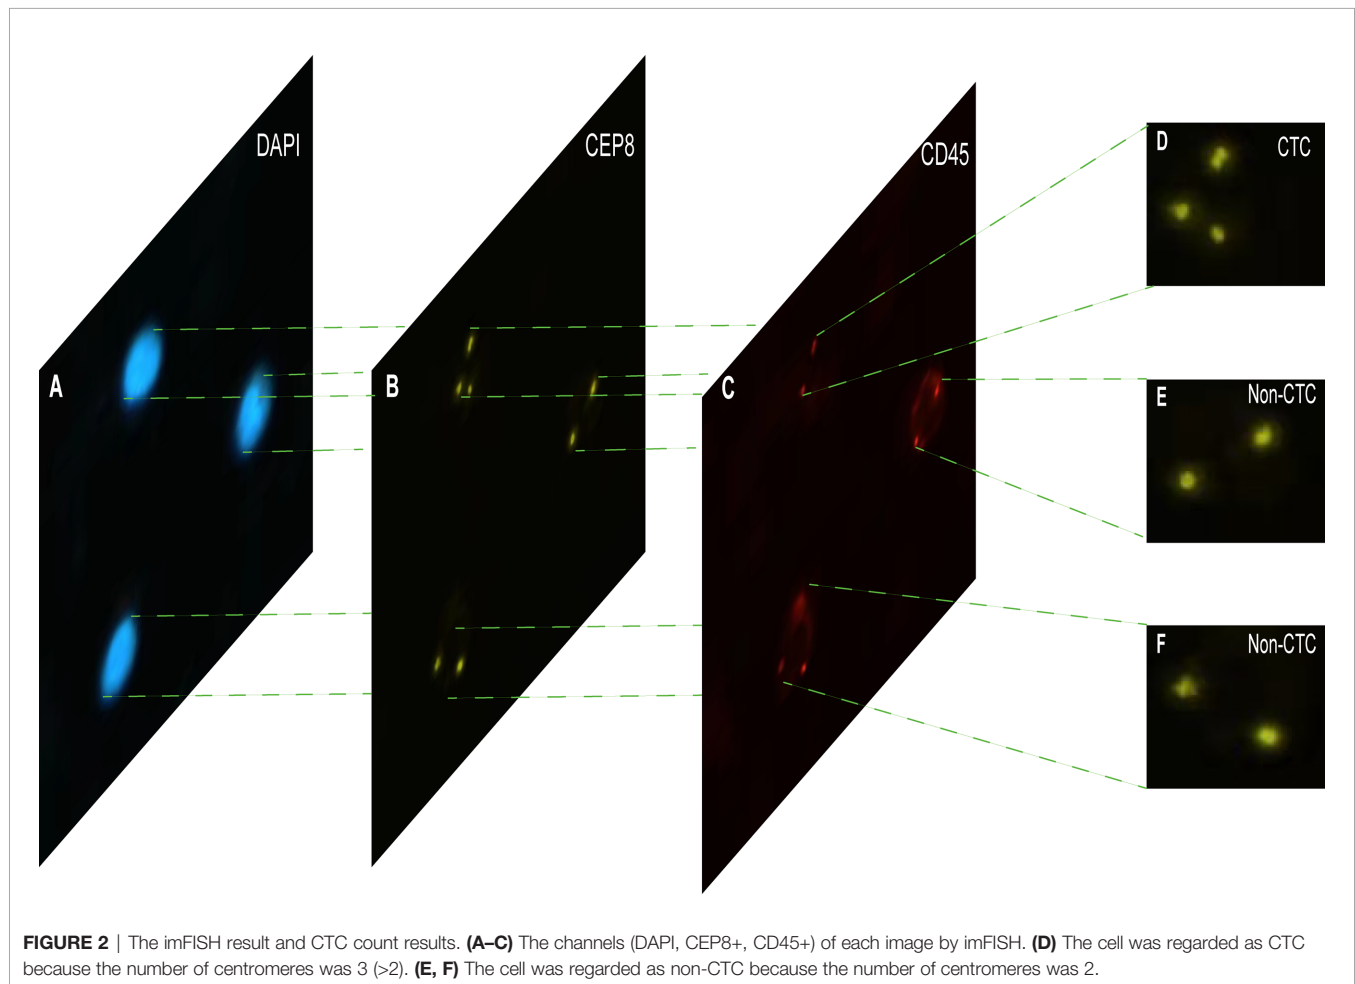 DAPI
CEP8
CD45
A
B
C
D
CTC
E
Non-CTC
F
Non-CTC
FIGURE 2 | The imFISH result and CTC count results. (A–C) The channels (DAPI, CEP8+, CD45+) of each image by imFISH. (D) The cell was regarded as CTC
because the number of centromeres was 3 (>2). (E, F) The cell was regarded as non-CTC because the number of centromeres was 2.